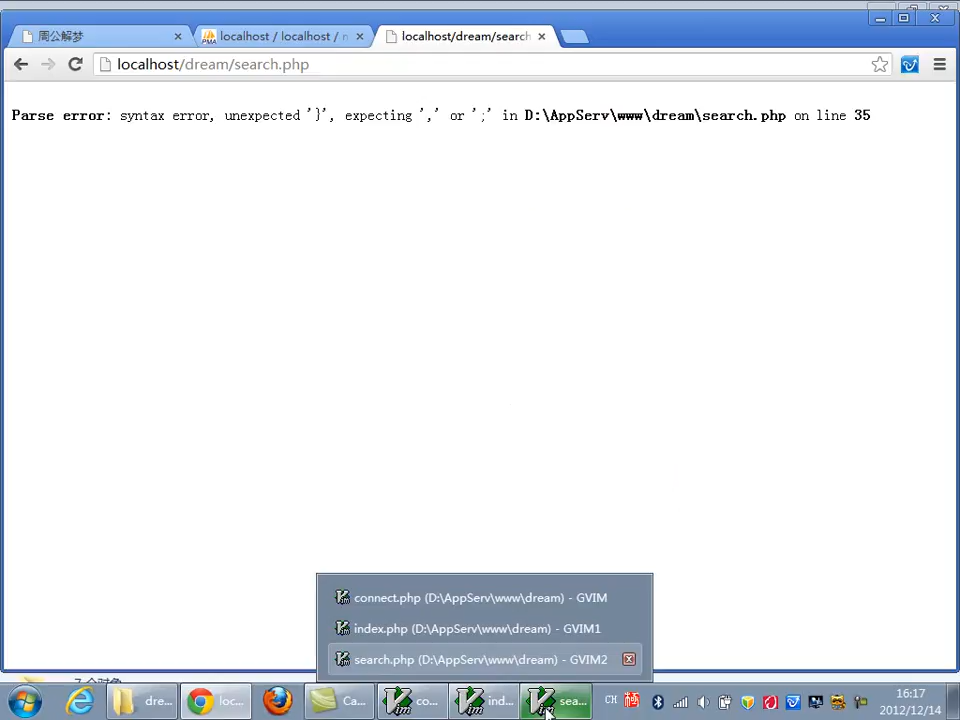 周公解梦
localhost / localhost / n
localhost/dream/search
localhost/dream/search.php
Parse error: syntax error, unexpected '}', expecting ',' or ';' in D:\AppServ\www\dream\search.php on line 35
connect.php (D:\AppServ\www\dream) - GVIM
index.php (D:\AppServ\www\dream) - GVIM1
search.php (D:\AppServ\www\dream) - GVIM2
dre...
loc...
Ca...
co...
ind...
sea...
CH
16:17
2012/12/14